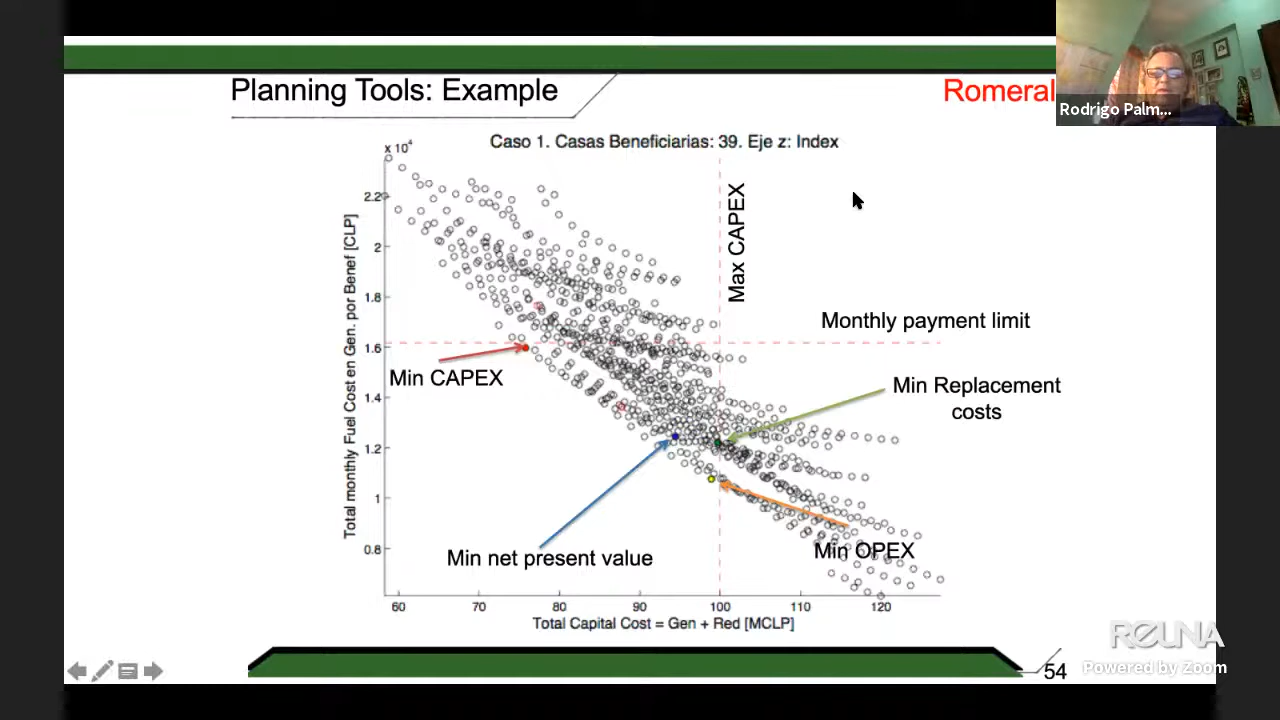 Planning Tools: Example
Romeral
Rodrigo Palm...
Caso 1. Casas Beneficiarias: 39. Eje z: Index
x 10⁴
2.2
2
1.8
1.6
1.4
1.2
1
0.8
Total monthly Fuel Cost en Gen. por Benef [CLP]
Max CAPEX
Monthly payment limit
Min CAPEX
Min Replacement
costs
Min net present value
Min OPEX
60 70 80 90 100 110 120
Total Capital Cost = Gen + Red [MCLP]
REUNA
Powered by Zoom
54